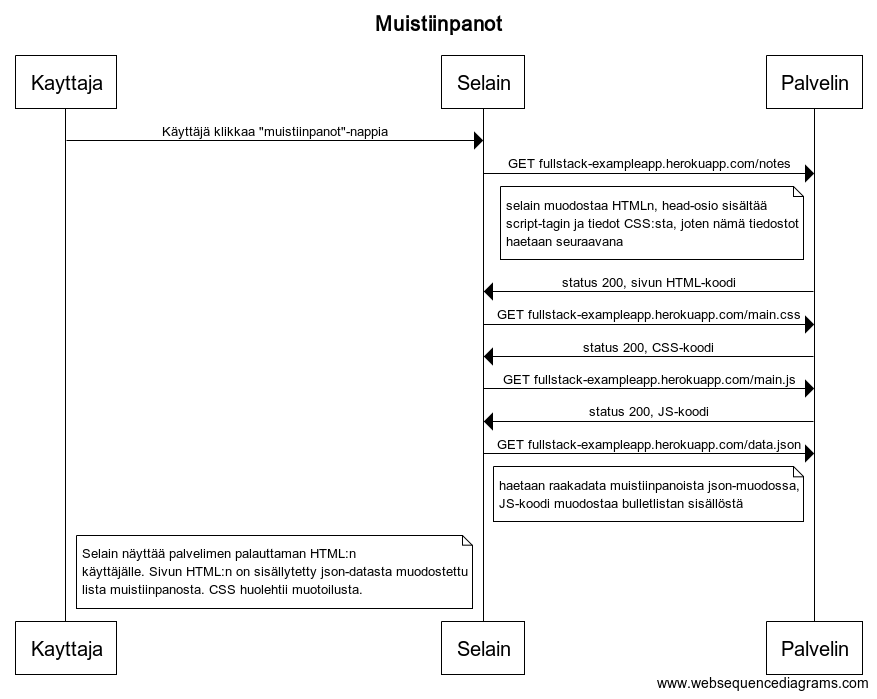 Muistiinpanot
Kayttaja
Selain
Palvelin
Käyttäjä klikkaa "muistiinpanot"-nappia
GET fullstack-exampleapp.herokuapp.com/notes
selain muodostaa HTMLn, head-osio sisältää
script-tagin ja tiedot CSS:sta, joten nämä tiedostot
haetaan seuraavana
status 200, sivun HTML-koodi
GET fullstack-exampleapp.herokuapp.com/main.css
status 200, CSS-koodi
GET fullstack-exampleapp.herokuapp.com/main.js
status 200, JS-koodi
GET fullstack-exampleapp.herokuapp.com/data.json
haetaan raakadata muistiinpanoista json-muodossa,
JS-koodi muodostaa bulletlistan sisällöstä
Selain näyttää palvelimen palauttaman HTML:n
käyttäjälle. Sivun HTML:n on sisällytetty json-datasta muodostettu
lista muistiinpanosta. CSS huolehtii muotoilusta.
Kayttaja
Selain
Palvelin
www.websequencediagrams.com